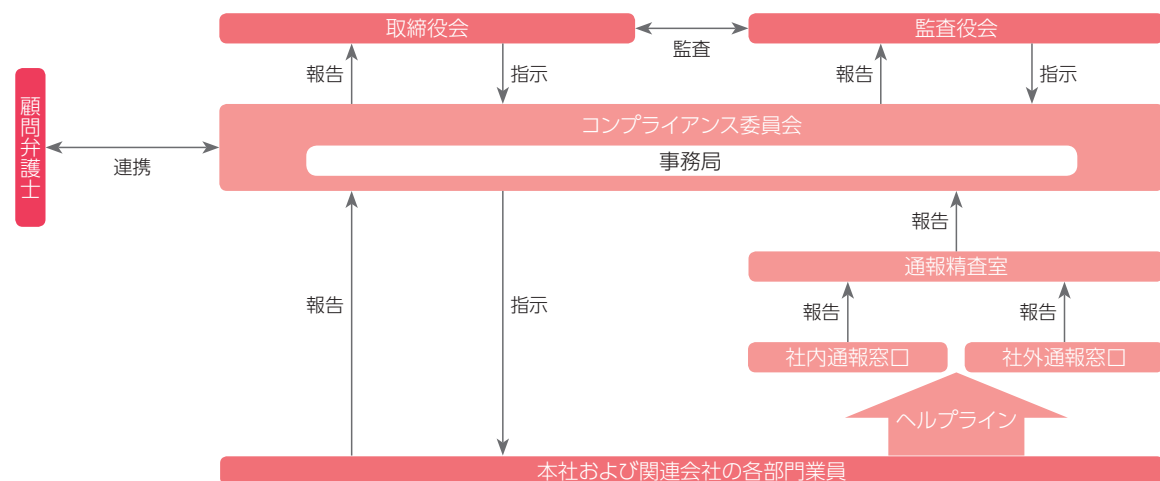 取締役会
監査役会
監査
報告
指示
報告
指示
顧問弁護士
連携
コンプライアンス委員会
事務局
報告
通報精査室
報告
指示
報告
報告
社内通報窓口
社外通報窓口
ヘルプライン
本社および関連会社の各部門業員